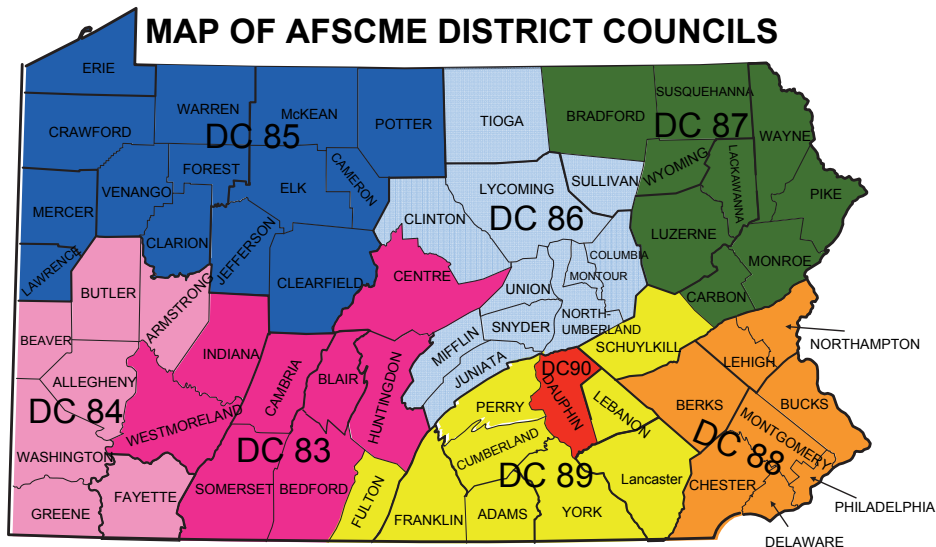 MAP OF AFSCME DISTRICT COUNCILS
ERIE
WARREN
McKEAN
POTTER
TIOGA
BRADFORD
SUSQUEHANNA
WAYNE
CRAWFORD
DC 85
DC 87
FOREST
CAMERON
SULLIVAN
WYOMING
LACKAWANNA
PIKE
VENANGO
ELK
LYCOMING
MERCER
CLINTON
DC 86
LUZERNE
CLARION
JEFFERSON
COLUMBIA
MONROE
LAWRENCE
CLEARFIELD
CENTRE
MONTOUR
UNION
CARBON
BUTLER
ARMSTRONG
NORTH-
UMBERLAND
SNYDER
BEAVER
INDIANA
MIFFLIN
SCHUYLKILL
NORTHAMPTON
JUNIATA
LEHIGH
ALLEGHENY
CAMBRIA
BLAIR
HUNTINGDON
DC90
DAUPHIN
DC 84
WESTMORELAND
PERRY
LEBANON
BERKS
BUCKS
DC 83
CUMBERLAND
MONTGOMERY
DC 88
WASHINGTON
DC 89
SOMERSET
BEDFORD
FULTON
Lancaster
CHESTER
GREENE
FAYETTE
FRANKLIN
ADAMS
YORK
PHILADELPHIA
DELAWARE